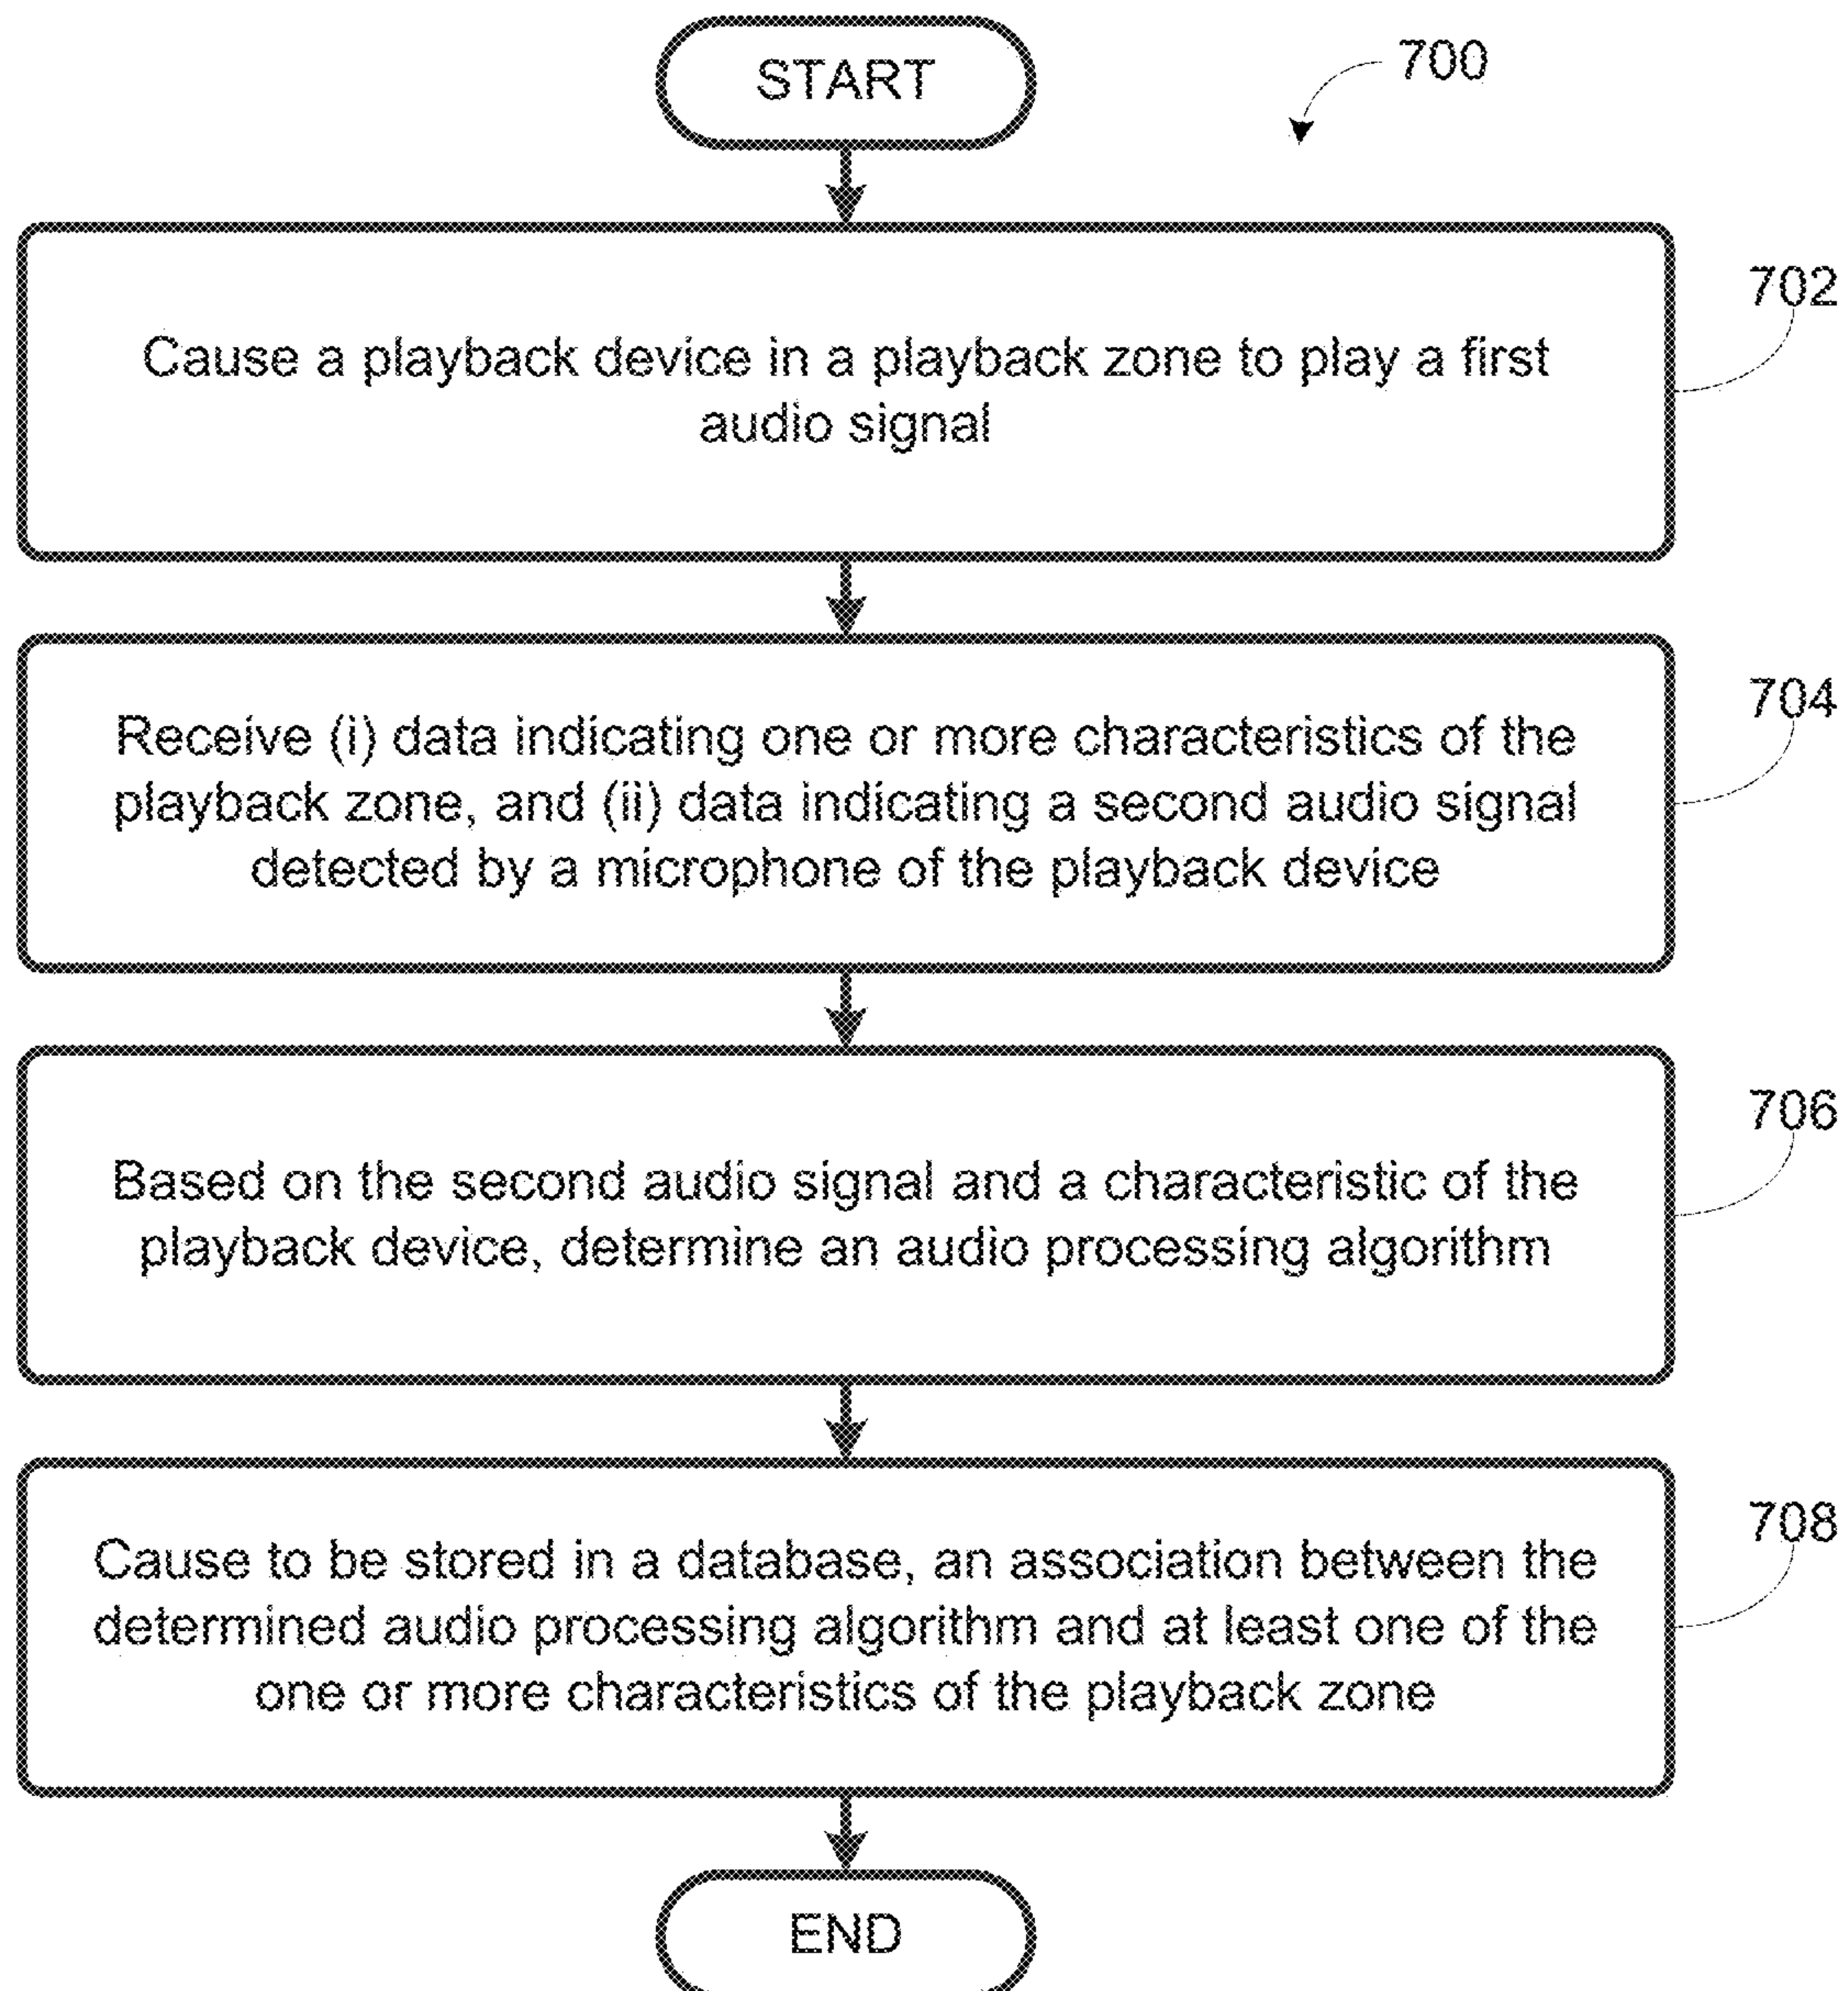 START
700
702
Cause a playback device in a playback zone to play a first
audio signal
704
Receive (i) data indicating one or more characteristics of the
playback zone, and (ii) data indicating a second audio signal
detected by a microphone of the playback device
706
Based on the second audio signal and a characteristic of the
playback device, determine an audio processing algorithm
708
Cause to be stored in a database, an association between the
determined audio processing algorithm and at least one of the
one or more characteristics of the playback zone
END